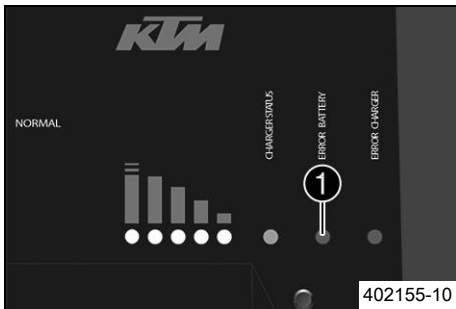 KTM
NORMAL
CHARGER STATUS
ERROR BATTERY
ERROR CHARGER
1
402155-10